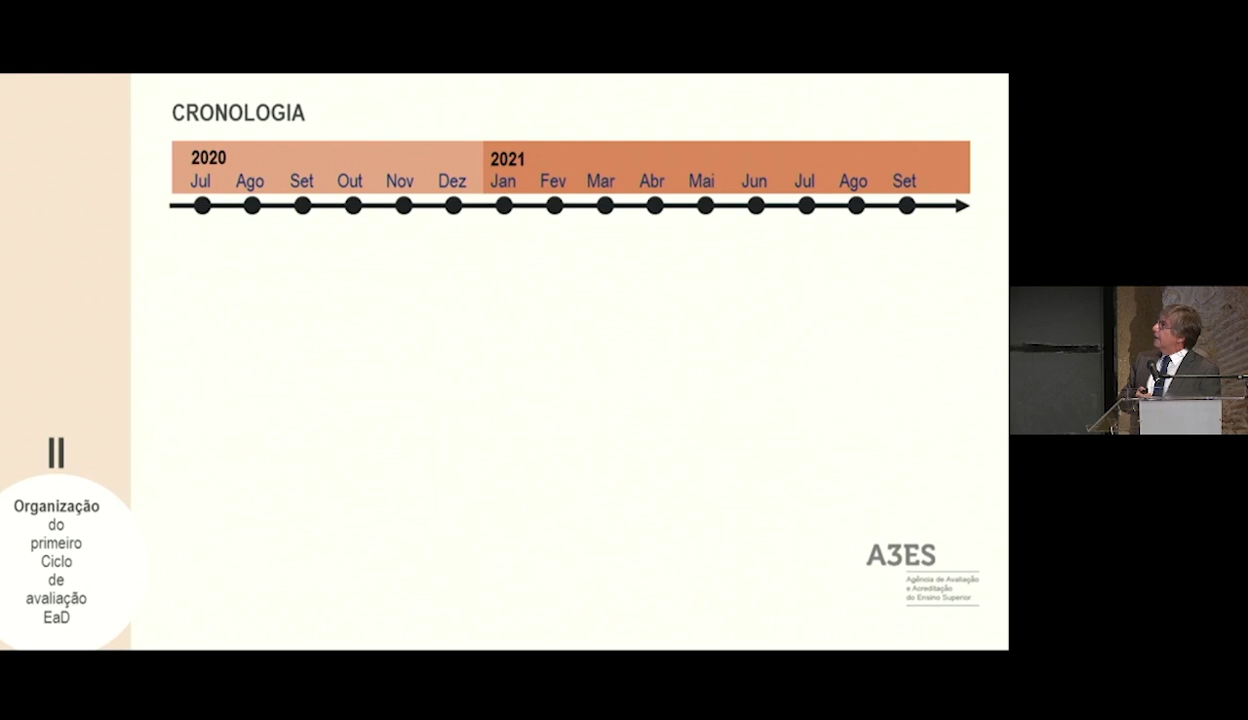 CRONOLOGIA
2020 2021
Jul Ago Set Out Nov Dez Jan Fev Mar Abr Mai Jun Jul Ago Set
II
Organização
do
primeiro
Ciclo
de
avaliação
EaD
A3ES
Agência de Avaliação
e Acreditação
do Ensino Superior